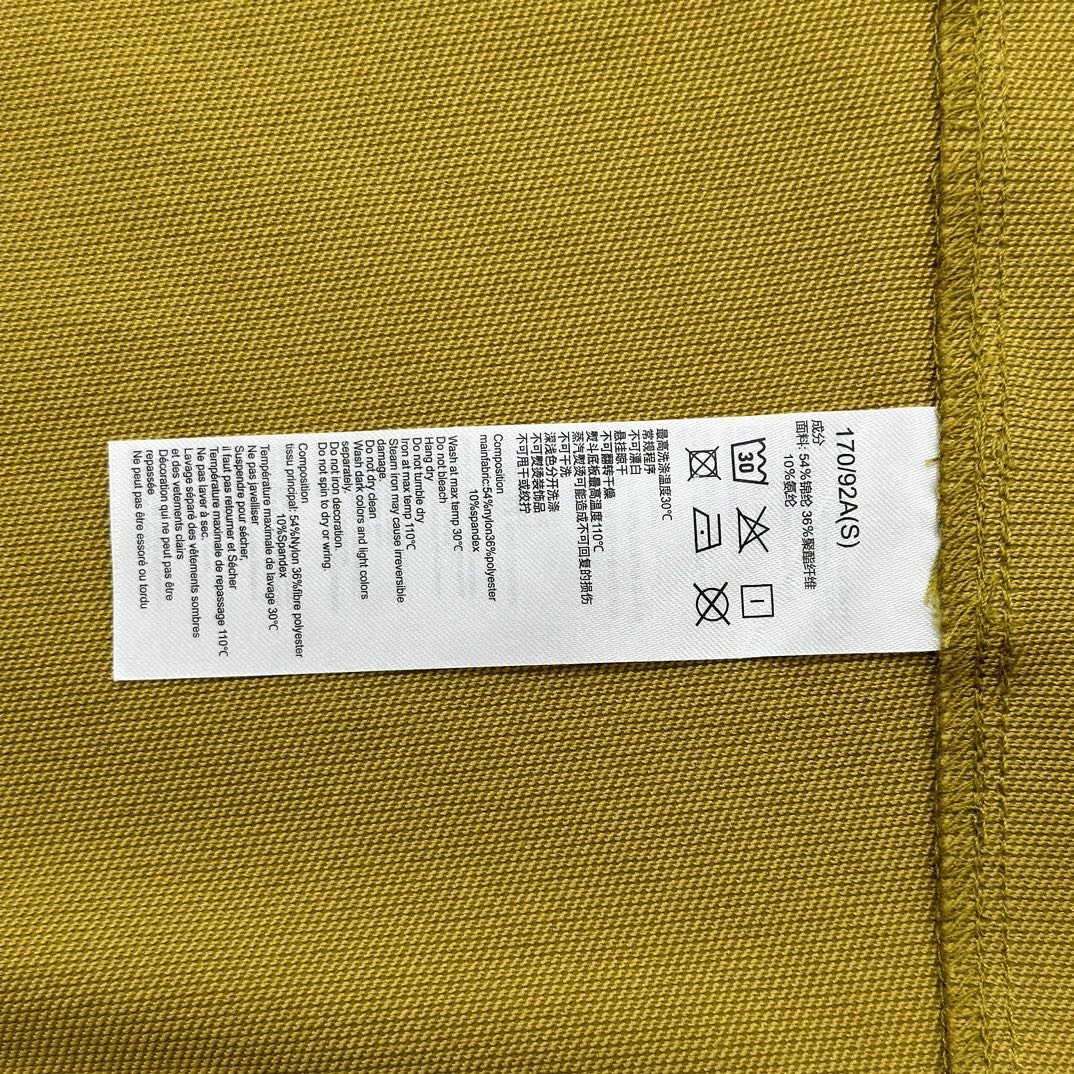 170/92A(S)
成分
面料: 54%锦纶 36%聚酯纤维
10%氨纶
30
最高洗涤温度30℃
常规程序
不可漂白
悬挂晾干
不可翻转干燥
熨斗底板最高温度110℃
蒸汽熨烫可能造成不可回复的损伤
不可干洗
深浅色分开洗涤
不可熨烫装饰品
不可甩干或绞拧
Composition
manfabric:54%nylon36%polyester
10%spandex
Wash at max temp 30℃
Do not bleach
Hang dry
Do not tumble dry
Iron at max temp 110℃
Steam iron may cause irreversible
damage.
Do not dry clean
Wash dark colors and light colors
separately.
Do not iron decoration.
Do not spin to dry or wring.
Composition
tissu principal: 54%Nylon 36%fibre polyester
10%Spandex
Température maximale de lavage 30℃
Ne pas javelliser
Suspendre pour sécher,
il faut pas retourner et Sécher
Température maximale de repassage 110℃
Ne pas laver à sec.
Lavage séparé des vêtements sombres
et des vetements clairs
Décoration qui ne peut pas être
repassée
Ne peut pas être essoré ou tordu